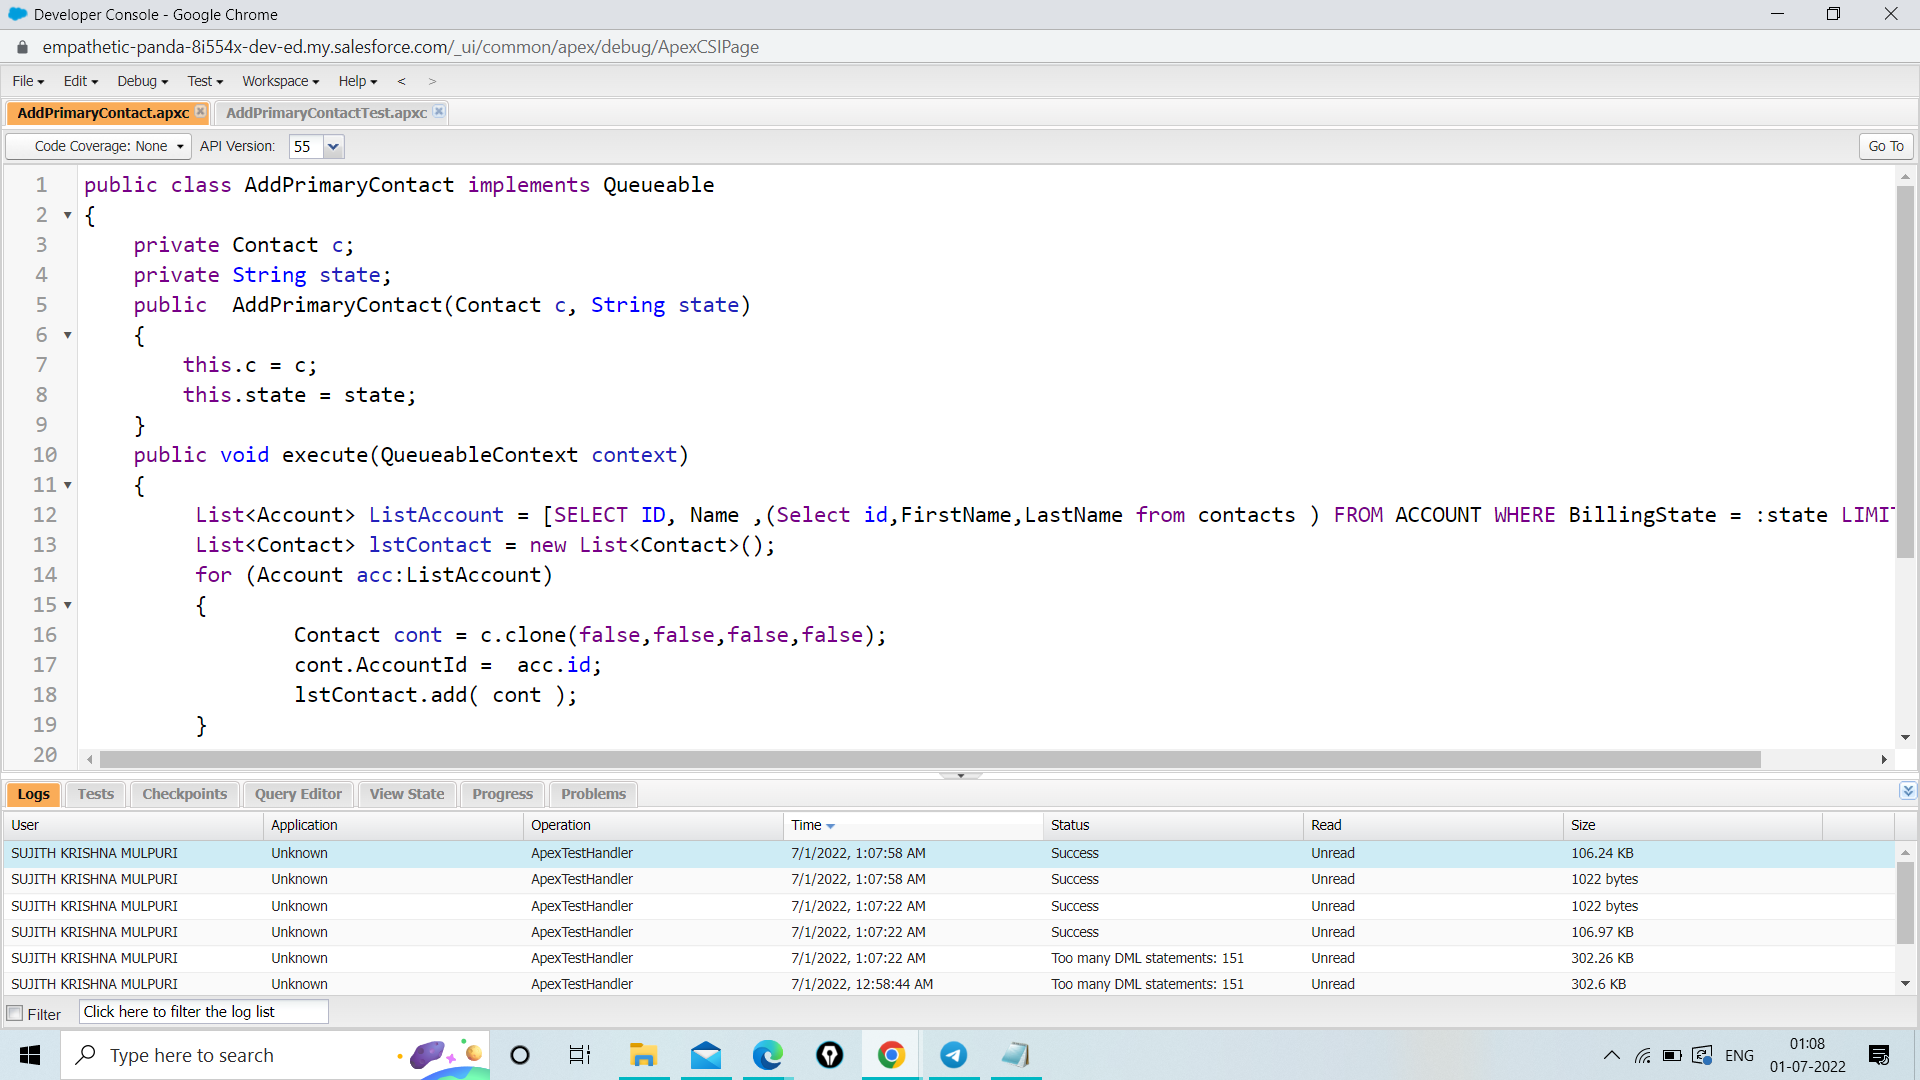 Developer Console - Google Chrome
empathetic-panda-8i554x-dev-ed.my.salesforce.com/_ui/common/apex/debug/ApexCSIPage
File Edit Debug Test Workspace Help < >
AddPrimaryContact.apxc AddPrimaryContactTest.apxc
Code Coverage: None API Version: 55 Go To
1 public class AddPrimaryContact implements Queueable
2 {
3 private Contact c;
4 private String state;
5 public  AddPrimaryContact(Contact c, String state)
6 {
7 this.c = c;
8 this.state = state;
9 }
10 public void execute(QueueableContext context)
11 {
12 List<Account> ListAccount = [SELECT ID, Name ,(Select id,FirstName,LastName from contacts ) FROM ACCOUNT WHERE BillingState = :state LIMIT
13 List<Contact> lstContact = new List<Contact>();
14 for (Account acc:ListAccount)
15 {
16 Contact cont = c.clone(false,false,false,false);
17 cont.AccountId =  acc.id;
18 lstContact.add( cont );
19 }
20
Logs Tests Checkpoints Query Editor View State Progress Problems
User Application Operation Time Status Read Size
SUJITH KRISHNA MULPURI Unknown ApexTestHandler 7/1/2022, 1:07:58 AM Success Unread 106.24 KB
SUJITH KRISHNA MULPURI Unknown ApexTestHandler 7/1/2022, 1:07:58 AM Success Unread 1022 bytes
SUJITH KRISHNA MULPURI Unknown ApexTestHandler 7/1/2022, 1:07:22 AM Success Unread 1022 bytes
SUJITH KRISHNA MULPURI Unknown ApexTestHandler 7/1/2022, 1:07:22 AM Success Unread 106.97 KB
SUJITH KRISHNA MULPURI Unknown ApexTestHandler 7/1/2022, 1:07:22 AM Too many DML statements: 151 Unread 302.26 KB
SUJITH KRISHNA MULPURI Unknown ApexTestHandler 7/1/2022, 12:58:44 AM Too many DML statements: 151 Unread 302.6 KB
Filter Click here to filter the log list
Type here to search ENG 01:08
01-07-2022